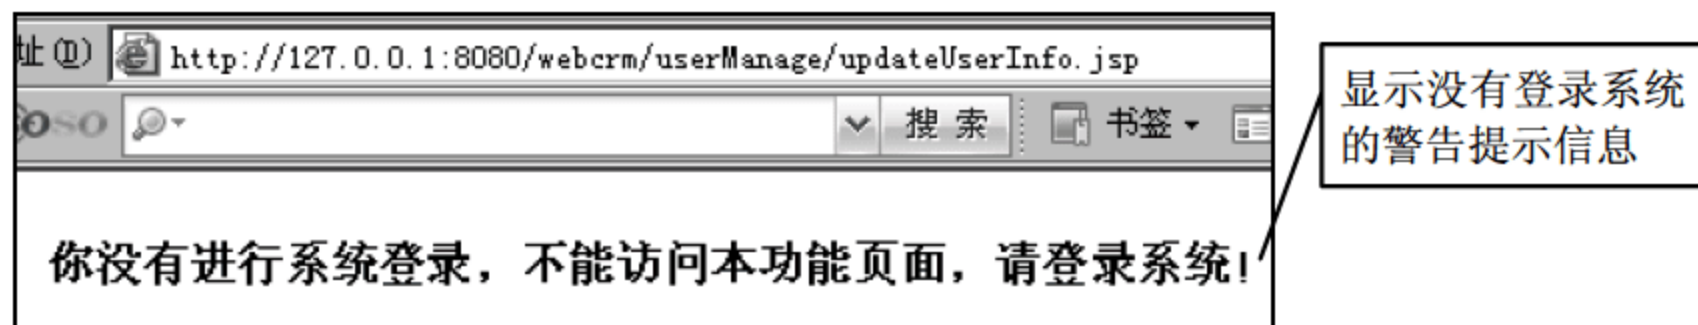 址(D) http://127.0.0.1:8080/webcrm/userManage/updateUserInfo.jsp
oso 搜索 书签
显示没有登录系统
的警告提示信息
你没有进行系统登录，不能访问本功能页面，请登录系统!